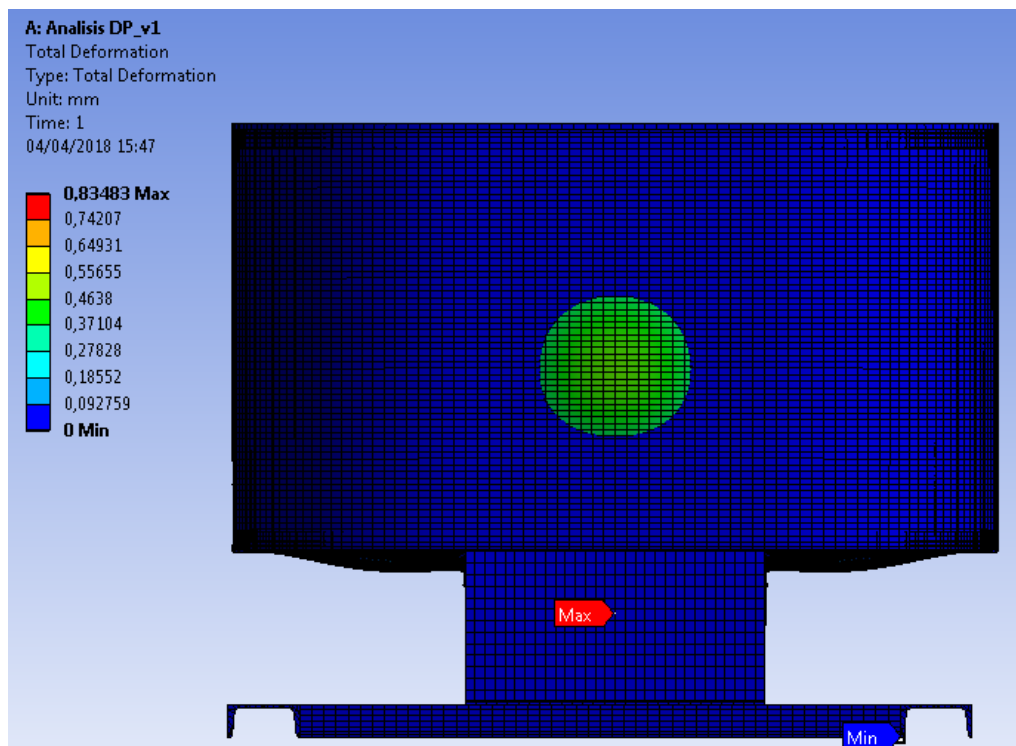 A: Analisis DP_v1
Total Deformation
Type: Total Deformation
Unit: mm
Time: 1
04/04/2018 15:47
0,83483 Max
0,74207
0,64931
0,55655
0,4638
0,37104
0,27828
0,18552
0,092759
0 Min
Max
Min